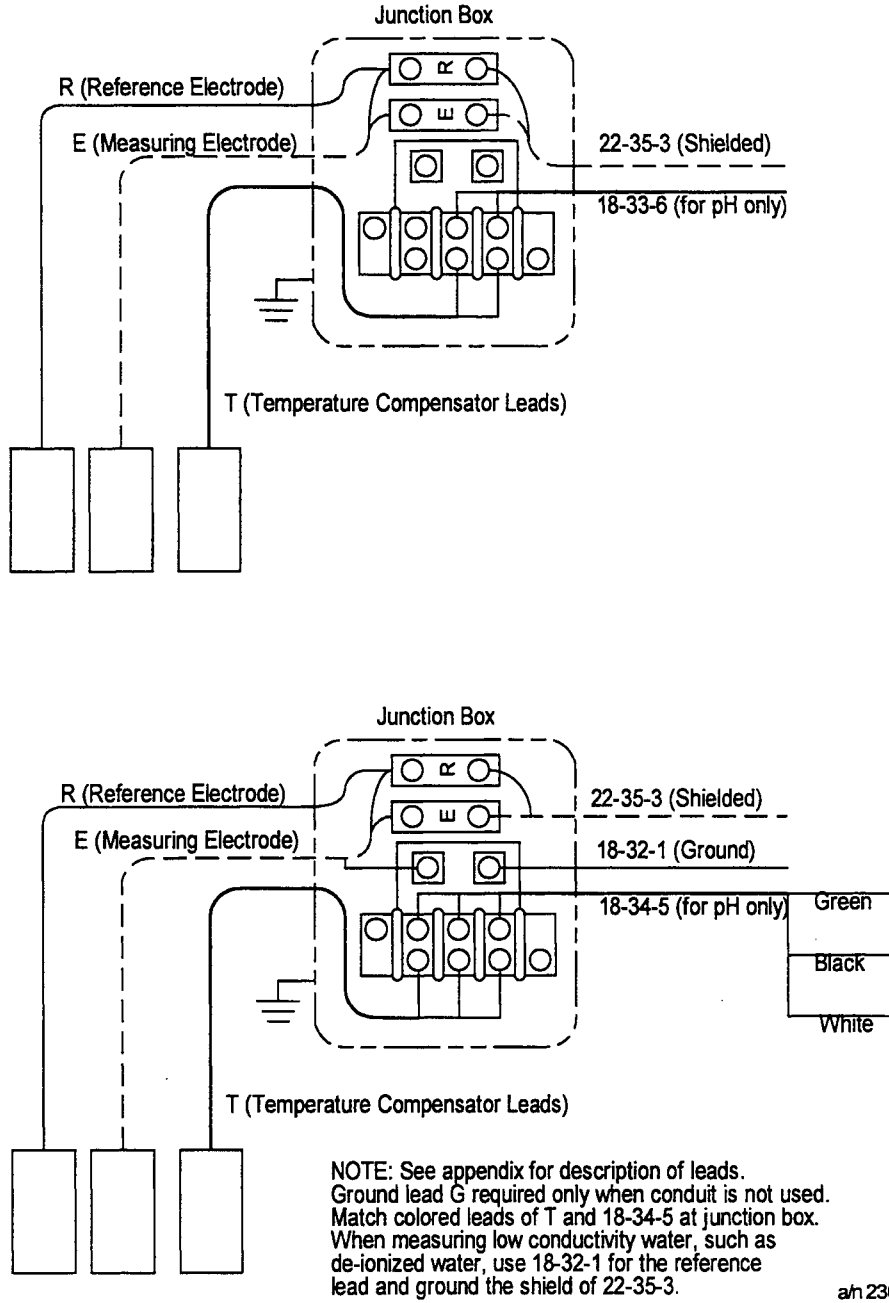 Junction Box
R (Reference Electrode)
R
E (Measuring Electrode)
E
22-35-3 (Shielded)
18-33-6 (for pH only)
T (Temperature Compensator Leads)
Junction Box
R (Reference Electrode)
R
22-35-3 (Shielded)
E (Measuring Electrode)
E
18-32-1 (Ground)
18-34-5 (for pH only)
Green
Black
White
T (Temperature Compensator Leads)
NOTE: See appendix for description of leads.
Ground lead G required only when conduit is not used.
Match colored leads of T and 18-34-5 at junction box.
When measuring low conductivity water, such as
de-ionized water, use 18-32-1 for the reference
lead and ground the shield of 22-35-3.